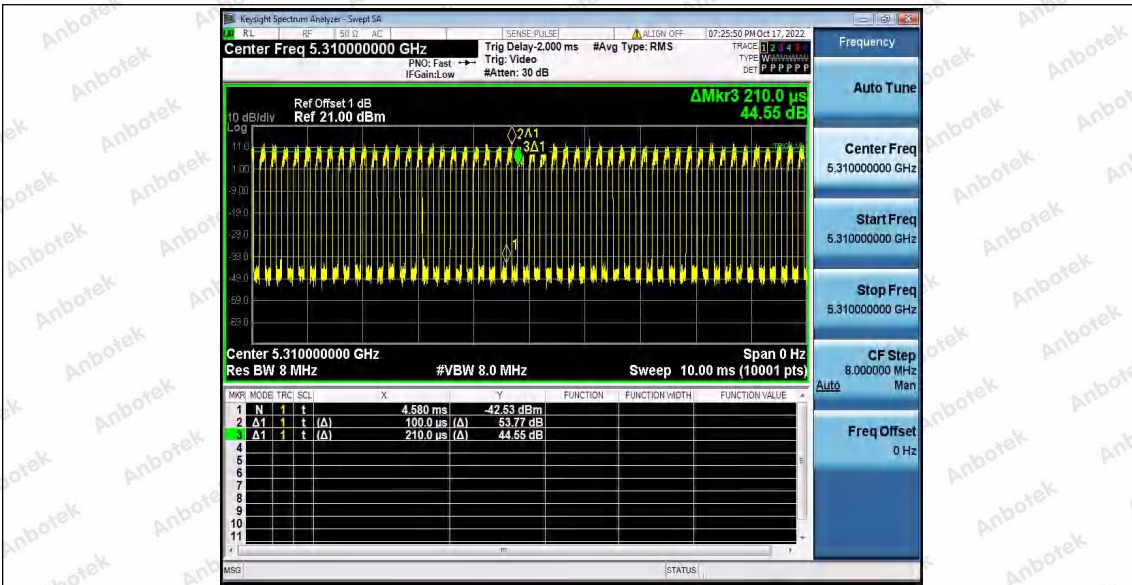 Keysight Spectrum Analyzer - Swept SA
RL RF 50 Ω AC SENSE:PULSE ALIGN OFF 07:25:50 PM Oct 17, 2022
Center Freq 5.310000000 GHz
PNO: Fast
IFGain:Low
Trig Delay-2.000 ms
Trig: Video
#Atten: 30 dB
#Avg Type: RMS
TRACE 1 2 3 4 5 6
TYPE WWWWWW
DET P P P P P P
ΔMkr3 210.0 µs
44.55 dB
Ref Offset 1 dB
Ref 21.00 dBm
10 dB/div
Log
11.0
1.00
-9.00
-19.0
-29.0
-39.0
-49.0
-59.0
-69.0
2Δ1
3Δ1
1
Center 5.310000000 GHz Span 0 Hz
Res BW 8 MHz #VBW 8.0 MHz Sweep 10.00 ms (10001 pts)
MKR MODE TRC SCL X Y FUNCTION FUNCTION WIDTH FUNCTION VALUE
1 N 1 t 4.580 ms -42.53 dBm
2 Δ1 1 t (Δ) 100.0 µs (Δ) 53.77 dB
3 Δ1 1 t (Δ) 210.0 µs (Δ) 44.55 dB
4
5
6
7
8
9
10
11
MSG STATUS
Frequency
Auto Tune
Center Freq
5.310000000 GHz
Start Freq
5.310000000 GHz
Stop Freq
5.310000000 GHz
CF Step
8.000000 MHz
Auto Man
Freq Offset
0 Hz
Anbotek